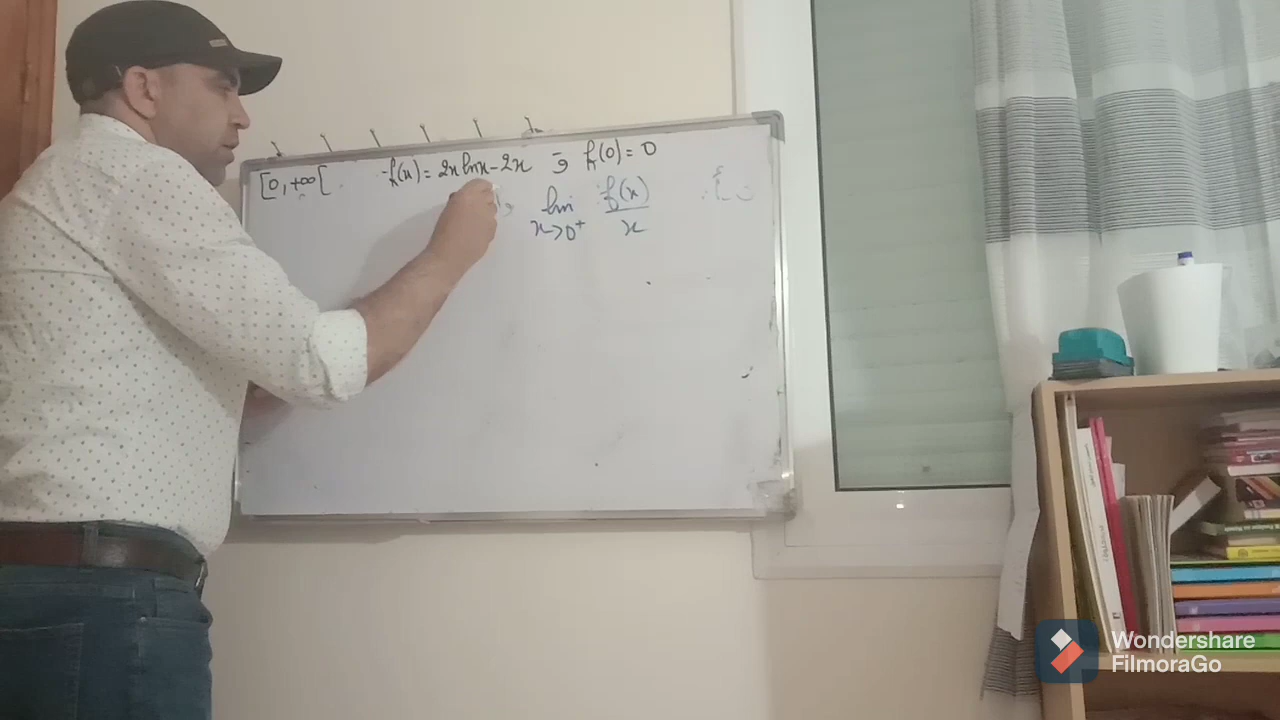 [0, +∞[ f(x) = 2x ln x - 2x و f(0) = 0
lim x→0⁺ f(x)/x
Wondershare
FilmoraGo